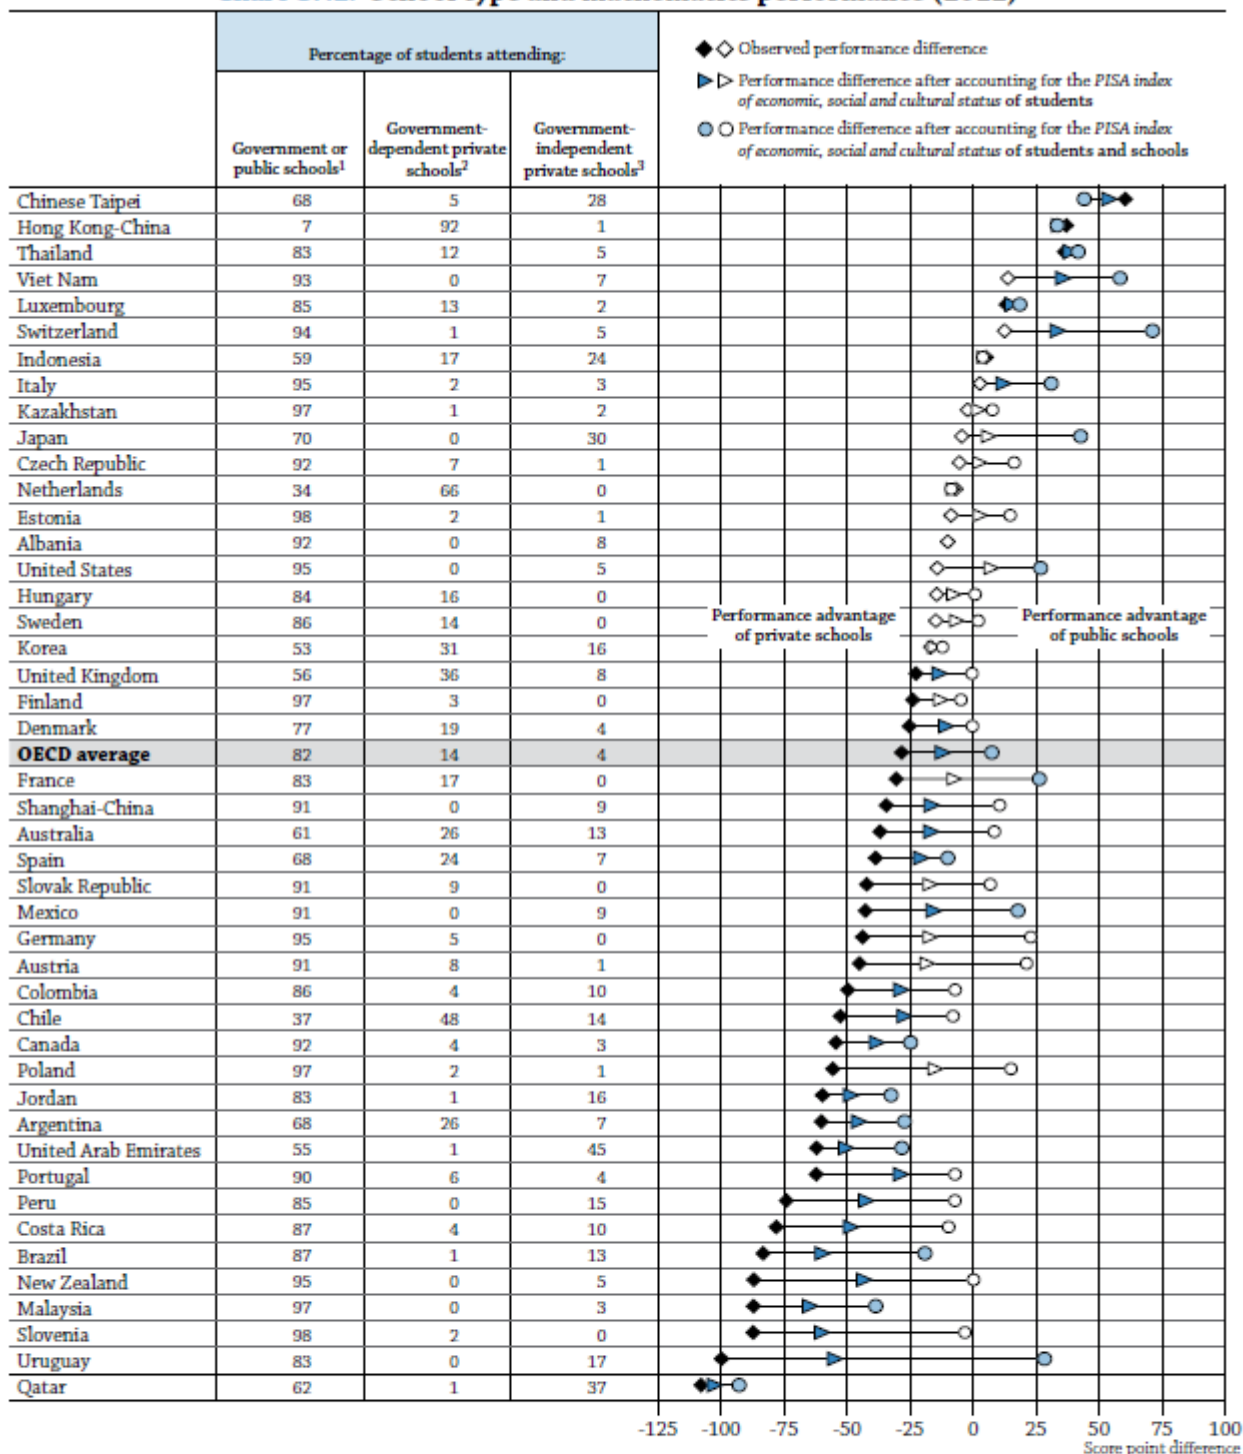 Percentage of students attending:
Government or public schools1
Government-dependent private schools2
Government-independent private schools3
Observed performance difference
Performance difference after accounting for the PISA index
of economic, social and cultural status of students
Performance difference after accounting for the PISA index
of economic, social and cultural status of students and schools
Chinese Taipei 68 5 28
Hong Kong-China 7 92 1
Thailand 83 12 5
Viet Nam 93 0 7
Luxembourg 85 13 2
Switzerland 94 1 5
Indonesia 59 17 24
Italy 95 2 3
Kazakhstan 97 1 2
Japan 70 0 30
Czech Republic 92 7 1
Netherlands 34 66 0
Estonia 98 2 1
Albania 92 0 8
United States 95 0 5
Hungary 84 16 0
Sweden 86 14 0
Performance advantage
of private schools
Performance advantage
of public schools
Korea 53 31 16
United Kingdom 56 36 8
Finland 97 3 0
Denmark 77 19 4
OECD average 82 14 4
France 83 17 0
Shanghai-China 91 0 9
Australia 61 26 13
Spain 68 24 7
Slovak Republic 91 9 0
Mexico 91 0 9
Germany 95 5 0
Austria 91 8 1
Colombia 86 4 10
Chile 37 48 14
Canada 92 4 3
Poland 97 2 1
Jordan 83 1 16
Argentina 68 26 7
United Arab Emirates 55 1 45
Portugal 90 6 4
Peru 85 0 15
Costa Rica 87 4 10
Brazil 87 1 13
New Zealand 95 0 5
Malaysia 97 0 3
Slovenia 98 2 0
Uruguay 83 0 17
Qatar 62 1 37
-125 -100 -75 -50 -25 0 25 50 75 100
Score point difference